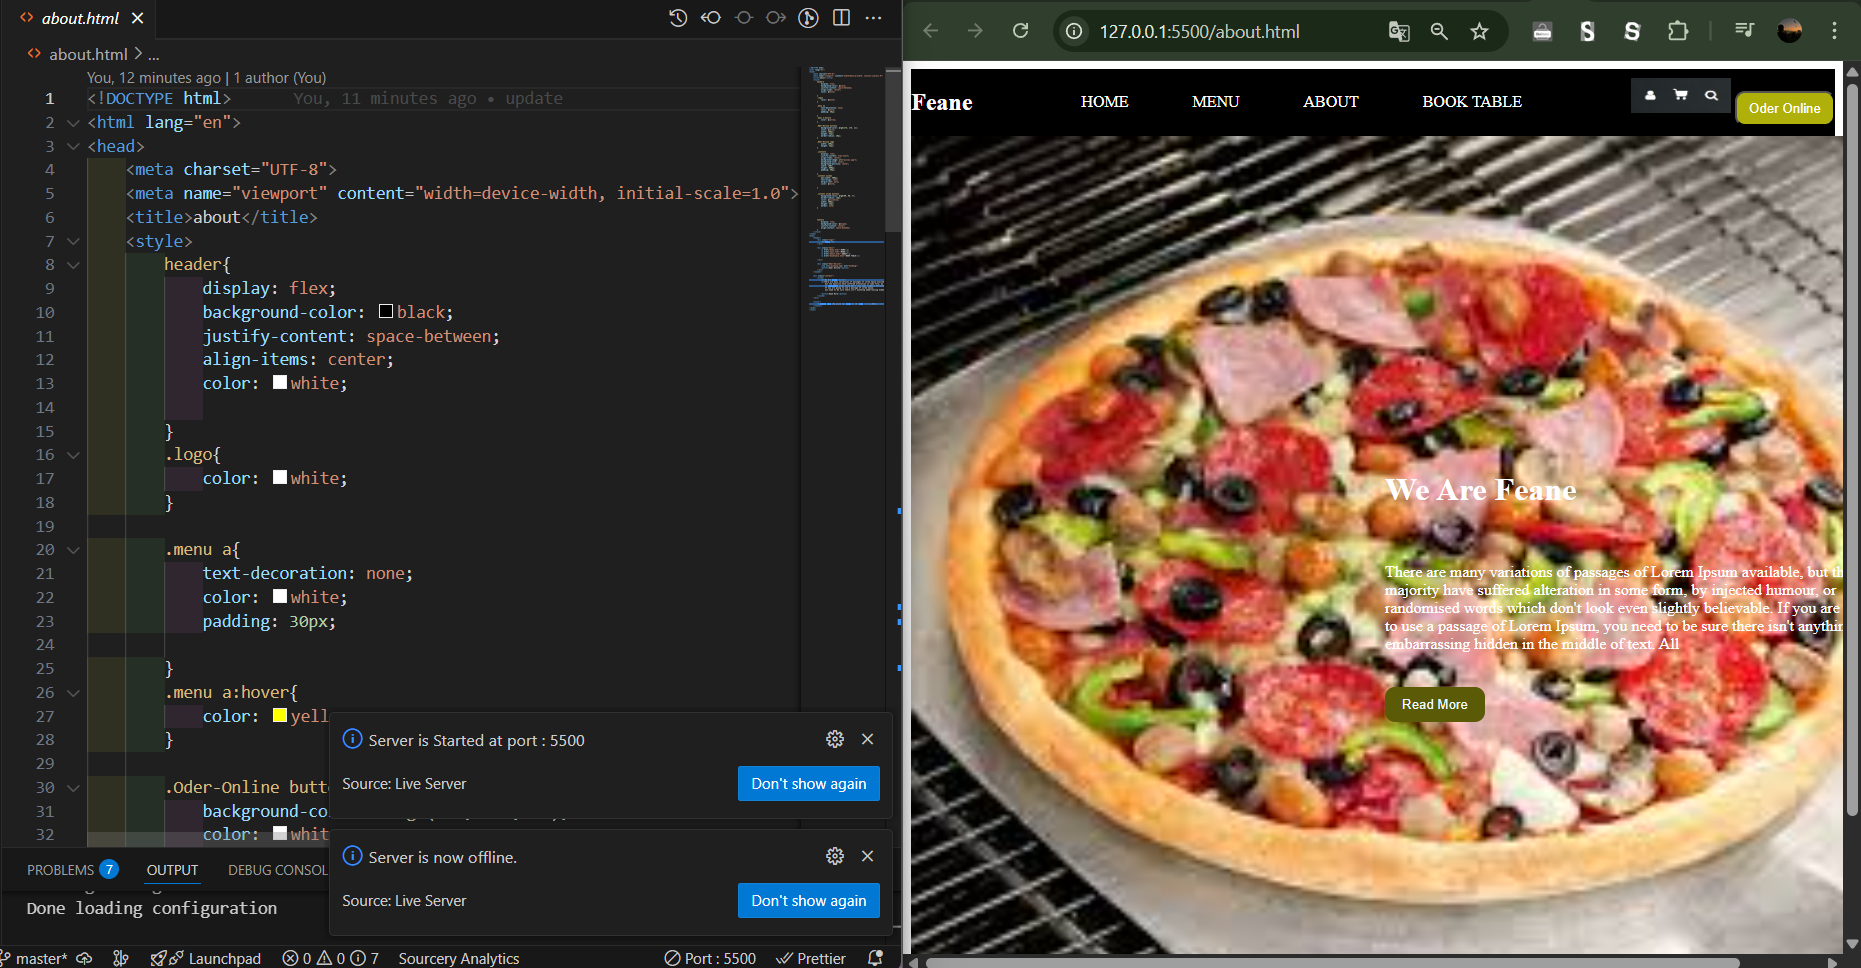 about.html
about.html > ...
You, 12 minutes ago | 1 author (You)
1 <!DOCTYPE html> You, 11 minutes ago • update
2 <html lang="en">
3 <head>
4 <meta charset="UTF-8">
5 <meta name="viewport" content="width=device-width, initial-scale=1.0">
6 <title>about</title>
7 <style>
8 header{
9 display: flex;
10 background-color: black;
11 justify-content: space-between;
12 align-items: center;
13 color: white;
14
15 }
16 .logo{
17 color: white;
18 }
19
20 .menu a{
21 text-decoration: none;
22 color: white;
23 padding: 30px;
24
25 }
26 .menu a:hover{
27 color: yell
28 }
29
30 .Oder-Online butt
31 background-co
32 color: whit
Server is Started at port : 5500
Source: Live Server
Don't show again
Server is now offline.
Source: Live Server
Don't show again
PROBLEMS 7 OUTPUT DEBUG CONSOL
Done loading configuration
master* Launchpad 0 0 7 Sourcery Analytics Port : 5500 Prettier
127.0.0.1:5500/about.html
Feane HOME MENU ABOUT BOOK TABLE Oder Online
We Are Feane
There are many variations of passages of Lorem Ipsum available, but th
majority have suffered alteration in some form, by injected humour, or
randomised words which don't look even slightly believable. If you are
to use a passage of Lorem Ipsum, you need to be sure there isn't anythin
embarrassing hidden in the middle of text. All
Read More